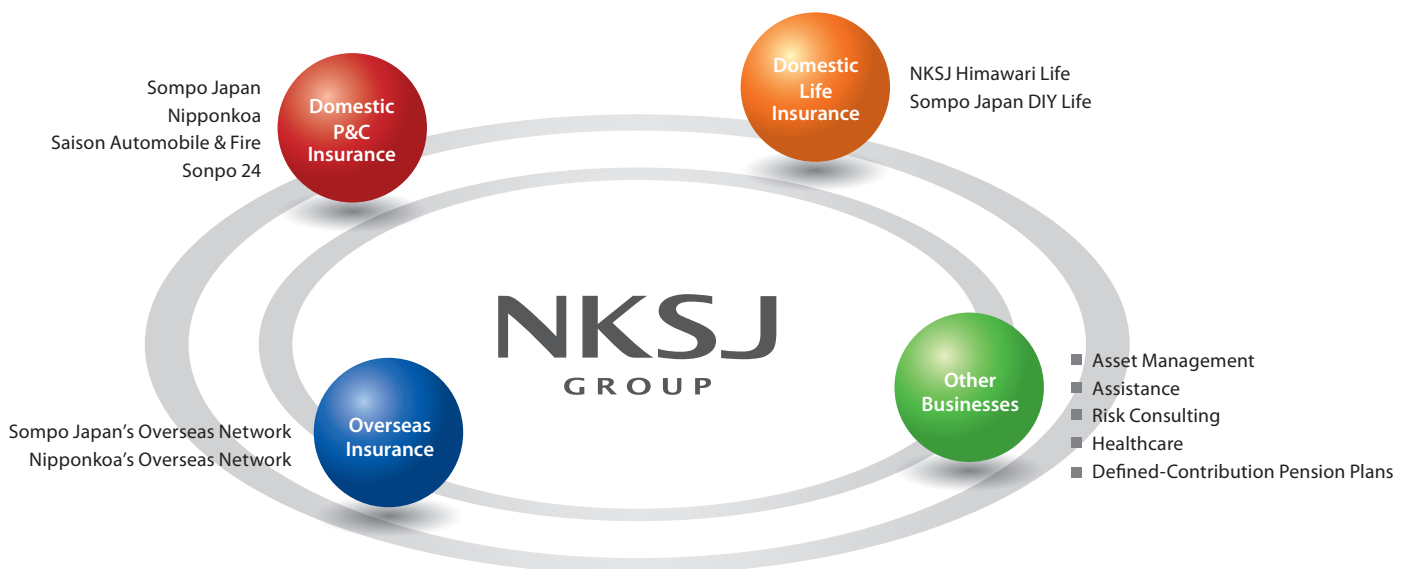 Sompo Japan
Nipponkoa
Saison Automobile & Fire
Sonpo 24
Domestic
P&C
Insurance
Domestic
Life
Insurance
NKSJ Himawari Life
Sompo Japan DIY Life
NKSJ
GROUP
Sompo Japan’s Overseas Network
Nipponkoa’s Overseas Network
Overseas
Insurance
Other
Businesses
Asset Management
Assistance
Risk Consulting
Healthcare
Defined-Contribution Pension Plans